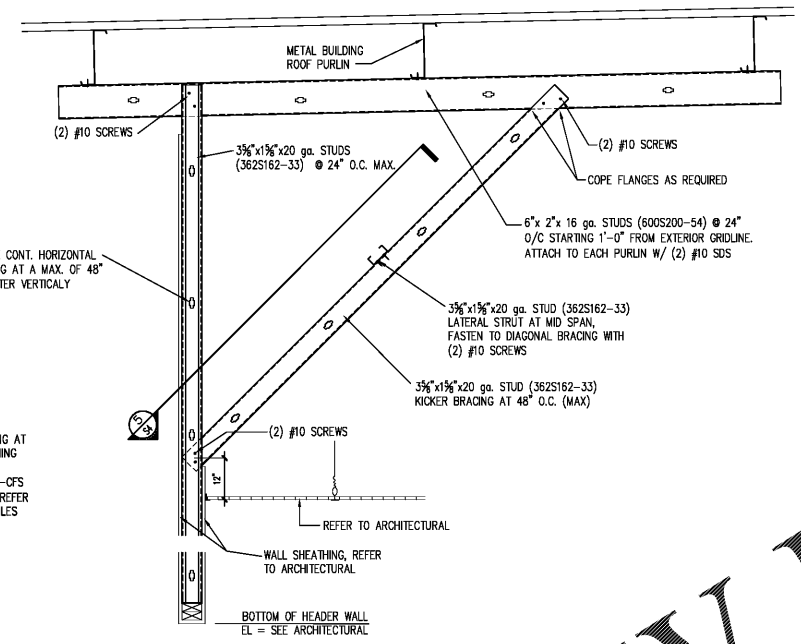 METAL BUILDING
ROOF PURLIN
(2) #10 SCREWS
3⅝"x1⅝"x20 ga. STUDS
(362S162-33) @ 24" O.C. MAX.
(2) #10 SCREWS
COPE FLANGES AS REQUIRED
6"x 2"x 16 ga. STUDS (600S200-54) @ 24"
O/C STARTING 1'-0" FROM EXTERIOR GRIDLINE.
ATTACH TO EACH PURLIN W/ (2) #10 SDS
CONT. HORIZONTAL
G AT A MAX. OF 48"
TER VERTICALY
3⅝"x1⅝"x20 ga. STUD (362S162-33)
LATERAL STRUT AT MID SPAN,
FASTEN TO DIAGONAL BRACING WITH
(2) #10 SCREWS
3⅝"x1⅝"x20 ga. STUD (362S162-33)
KICKER BRACING AT 48" O.C. (MAX)
5
S4
(2) #10 SCREWS
NG AT
NING
-CFS
REFER
LES
12"
REFER TO ARCHITECTURAL
WALL SHEATHING, REFER
TO ARCHITECTURAL
BOTTOM OF HEADER WALL
EL = SEE ARCHITECTURAL